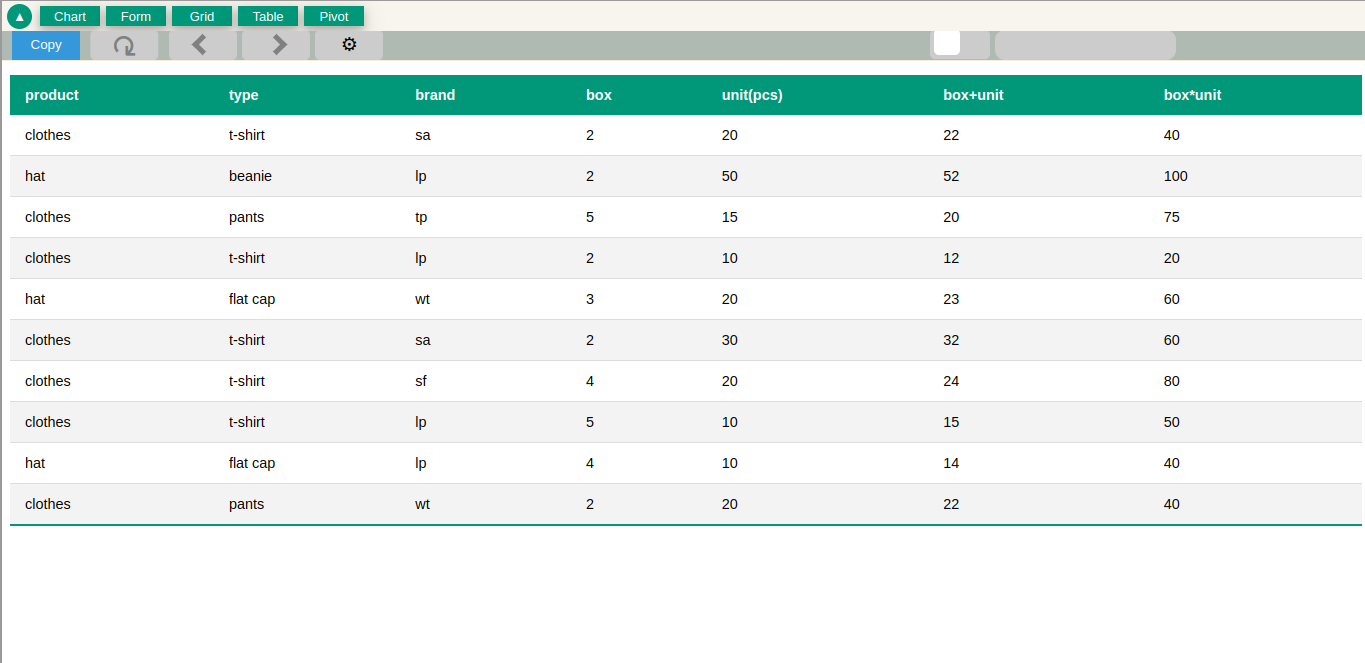 ▲ Chart Form Grid Table Pivot
Copy
product type brand box unit(pcs) box+unit box*unit
clothes t-shirt sa 2 20 22 40
hat beanie lp 2 50 52 100
clothes pants tp 5 15 20 75
clothes t-shirt lp 2 10 12 20
hat flat cap wt 3 20 23 60
clothes t-shirt sa 2 30 32 60
clothes t-shirt sf 4 20 24 80
clothes t-shirt lp 5 10 15 50
hat flat cap lp 4 10 14 40
clothes pants wt 2 20 22 40